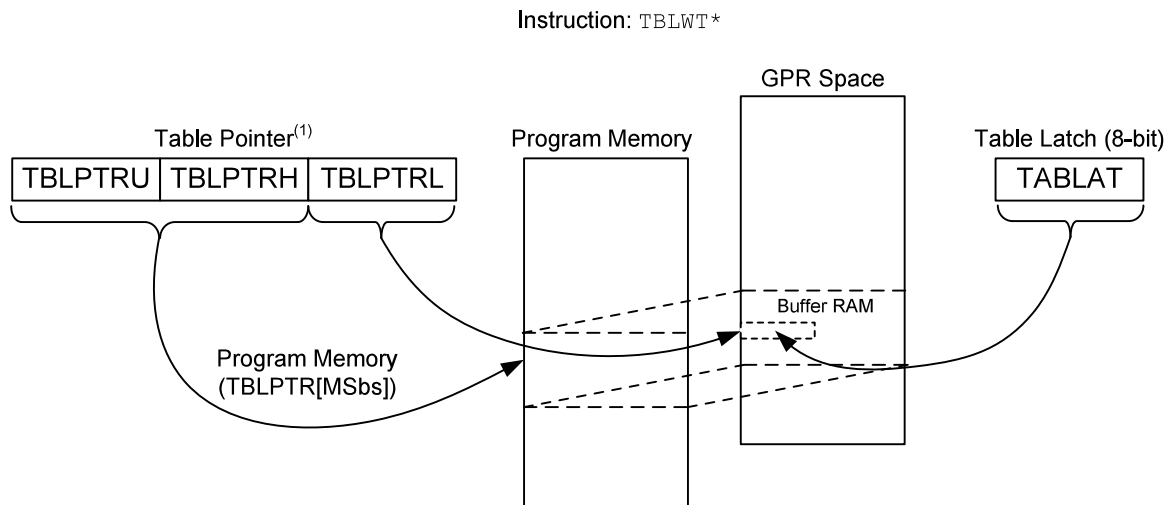 Instruction: TBLWT*
GPR Space
Table Pointer(1)
Program Memory
Table Latch (8-bit)
TBLPTRU TBLPTRH TBLPTRL
TABLAT
Buffer RAM
Program Memory
(TBLPTR[MSbs])